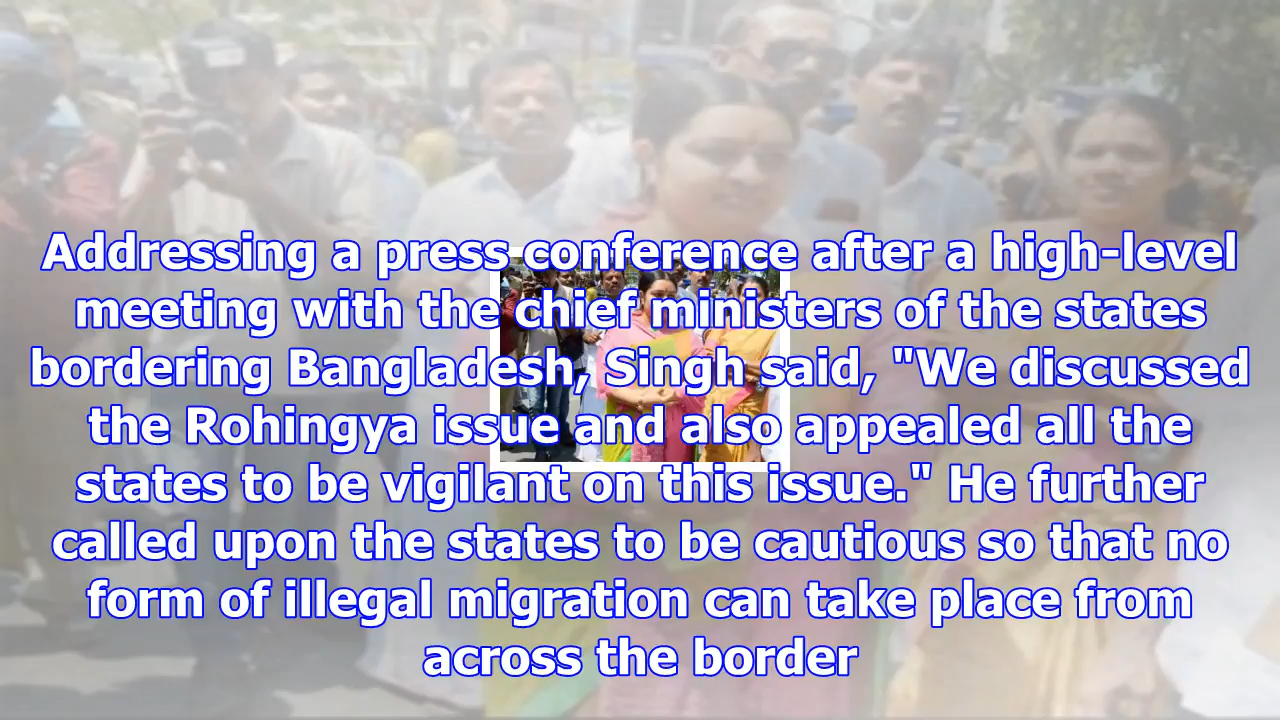 Addressing a press conference after a high-level
meeting with the chief ministers of the states
bordering Bangladesh, Singh said, "We discussed
the Rohingya issue and also appealed all the
states to be vigilant on this issue." He further
called upon the states to be cautious so that no
form of illegal migration can take place from
across the border